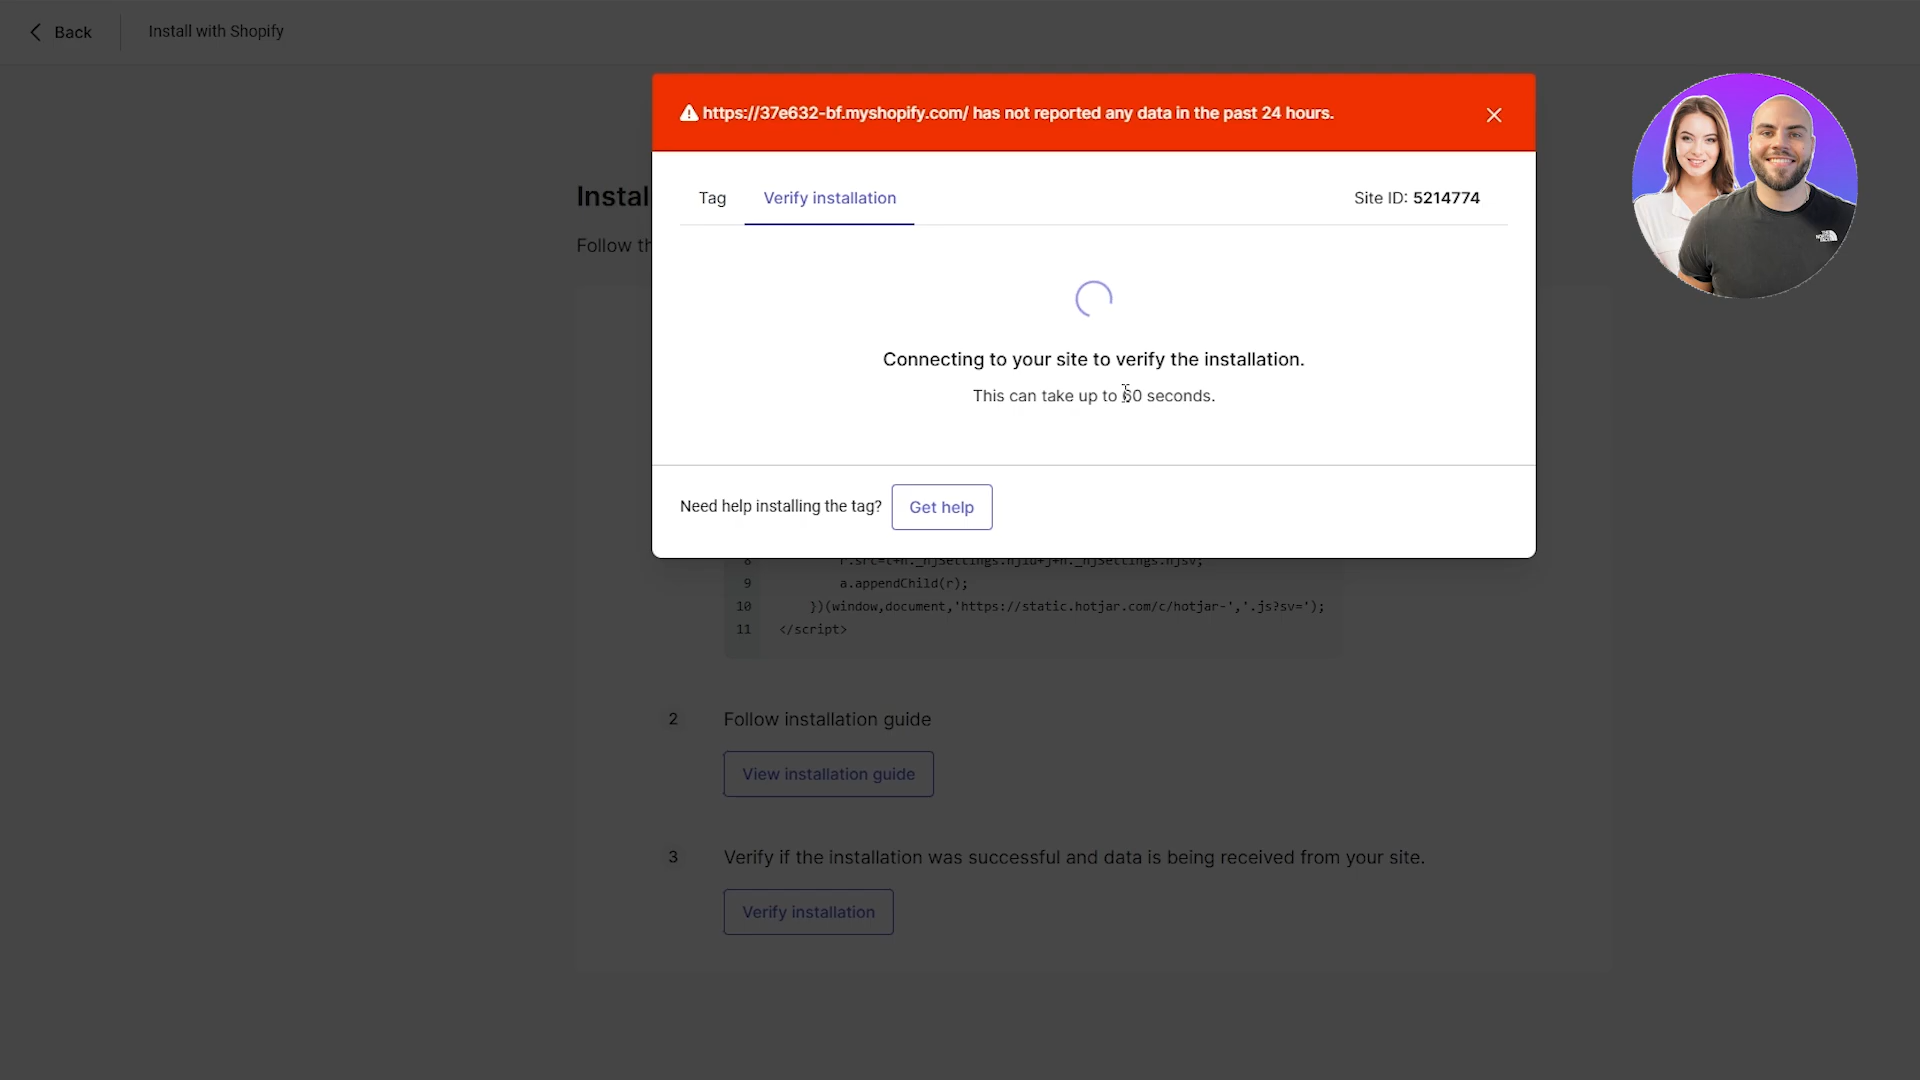 Back
Install with Shopify
https://37e632-bf.myshopify.com/ has not reported any data in the past 24 hours.
Instal
Tag
Verify installation
Site ID: 5214774
Follow th
Connecting to your site to verify the installation.
This can take up to 60 seconds.
Need help installing the tag?
Get help
9 a.appendChild(r);
10 })(window,document,'https://static.hotjar.com/c/hotjar-','.js?sv=');
11 </script>
2 Follow installation guide
View installation guide
3 Verify if the installation was successful and data is being received from your site.
Verify installation